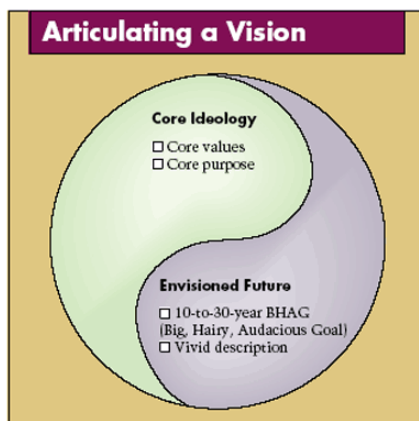 Articulating a Vision
Core Ideology
☐ Core values
☐ Core purpose
Envisioned Future
☐ 10-to-30-year BHAG
(Big, Hairy, Audacious Goal)
☐ Vivid description